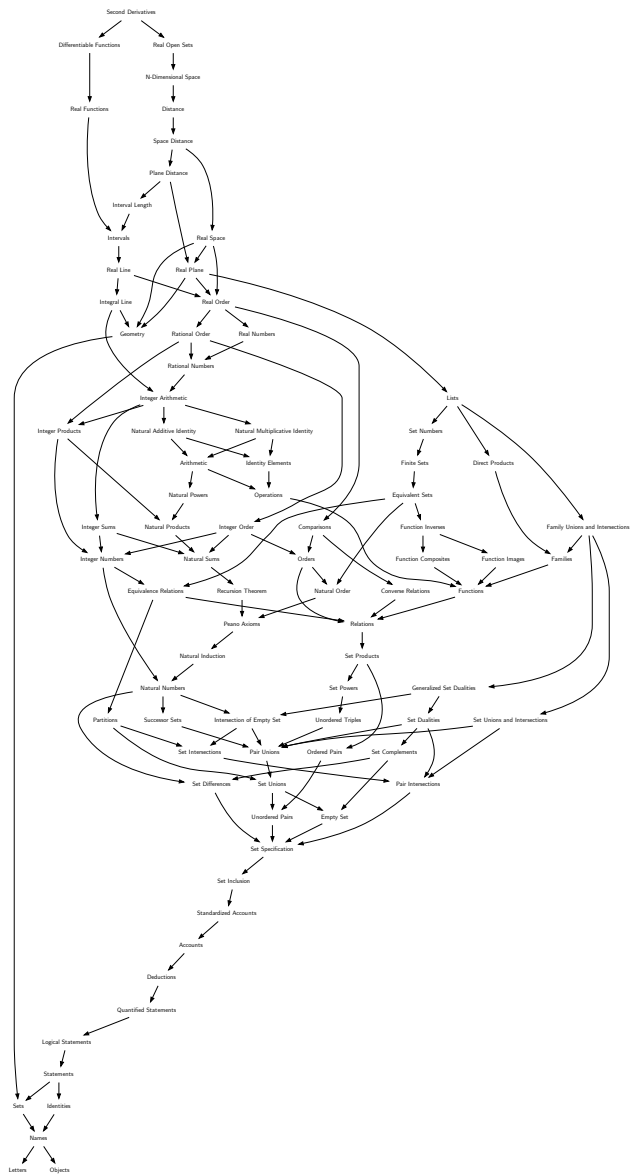 Second Derivatives
Differentiable Functions Real Open Sets
N-Dimensional Space
Real Functions Distance
Space Distance
Plane Distance
Interval Length
Intervals Real Space
Real Line Real Plane
Integral Line Real Order
Geometry Rational Order Real Numbers
Rational Numbers
Integer Arithmetic Lists
Integer Products Natural Additive Identity Natural Multiplicative Identity Set Numbers
Arithmetic Identity Elements Finite Sets Direct Products
Natural Powers Operations Equivalent Sets
Integer Sums Natural Products Integer Order Comparisons Function Inverses Family Unions and Intersections
Integer Numbers Natural Sums Orders Function Composites Function Images Families
Equivalence Relations Recursion Theorem Natural Order Converse Relations Functions
Peano Axioms Relations
Natural Induction Set Products
Natural Numbers Set Powers Generalized Set Dualities
Partitions Successor Sets Intersection of Empty Set Unordered Triples Set Dualities Set Unions and Intersections
Set Intersections Pair Unions Ordered Pairs Set Complements
Set Differences Set Unions Pair Intersections
Unordered Pairs Empty Set
Set Specification
Set Inclusion
Standardized Accounts
Accounts
Deductions
Quantified Statements
Logical Statements
Statements
Sets Identities
Names
Letters Objects